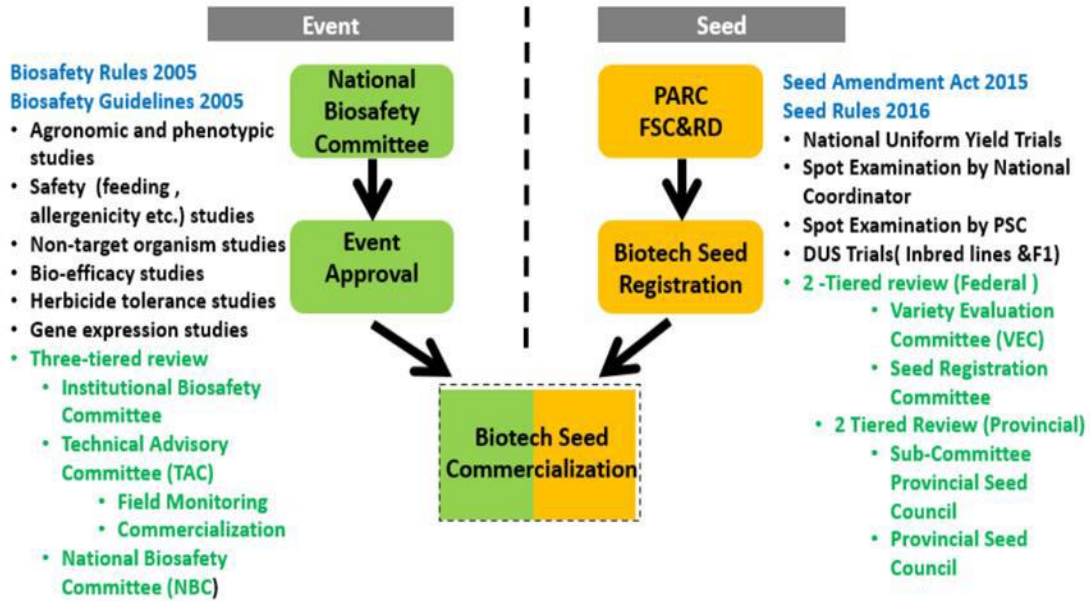 Event
Biosafety Rules 2005
Biosafety Guidelines 2005
• Agronomic and phenotypic
studies
• Safety (feeding ,
allergenicity etc.) studies
• Non-target organism studies
• Bio-efficacy studies
• Herbicide tolerance studies
• Gene expression studies
• Three-tiered review
• Institutional Biosafety
Committee
• Technical Advisory
Committee (TAC)
• Field Monitoring
• Commercialization
• National Biosafety
Committee (NBC)
National
Biosafety
Committee
Event
Approval
Seed
PARC
FSC&RD
Biotech Seed
Registration
Seed Amendment Act 2015
Seed Rules 2016
• National Uniform Yield Trials
• Spot Examination by National
Coordinator
• Spot Examination by PSC
• DUS Trials( Inbred lines &F1)
• 2 -Tiered review (Federal )
• Variety Evaluation
Committee (VEC)
• Seed Registration
Committee
• 2 Tiered Review (Provincial)
• Sub-Committee
Provincial Seed
Council
• Provincial Seed
Council
Biotech Seed
Commercialization